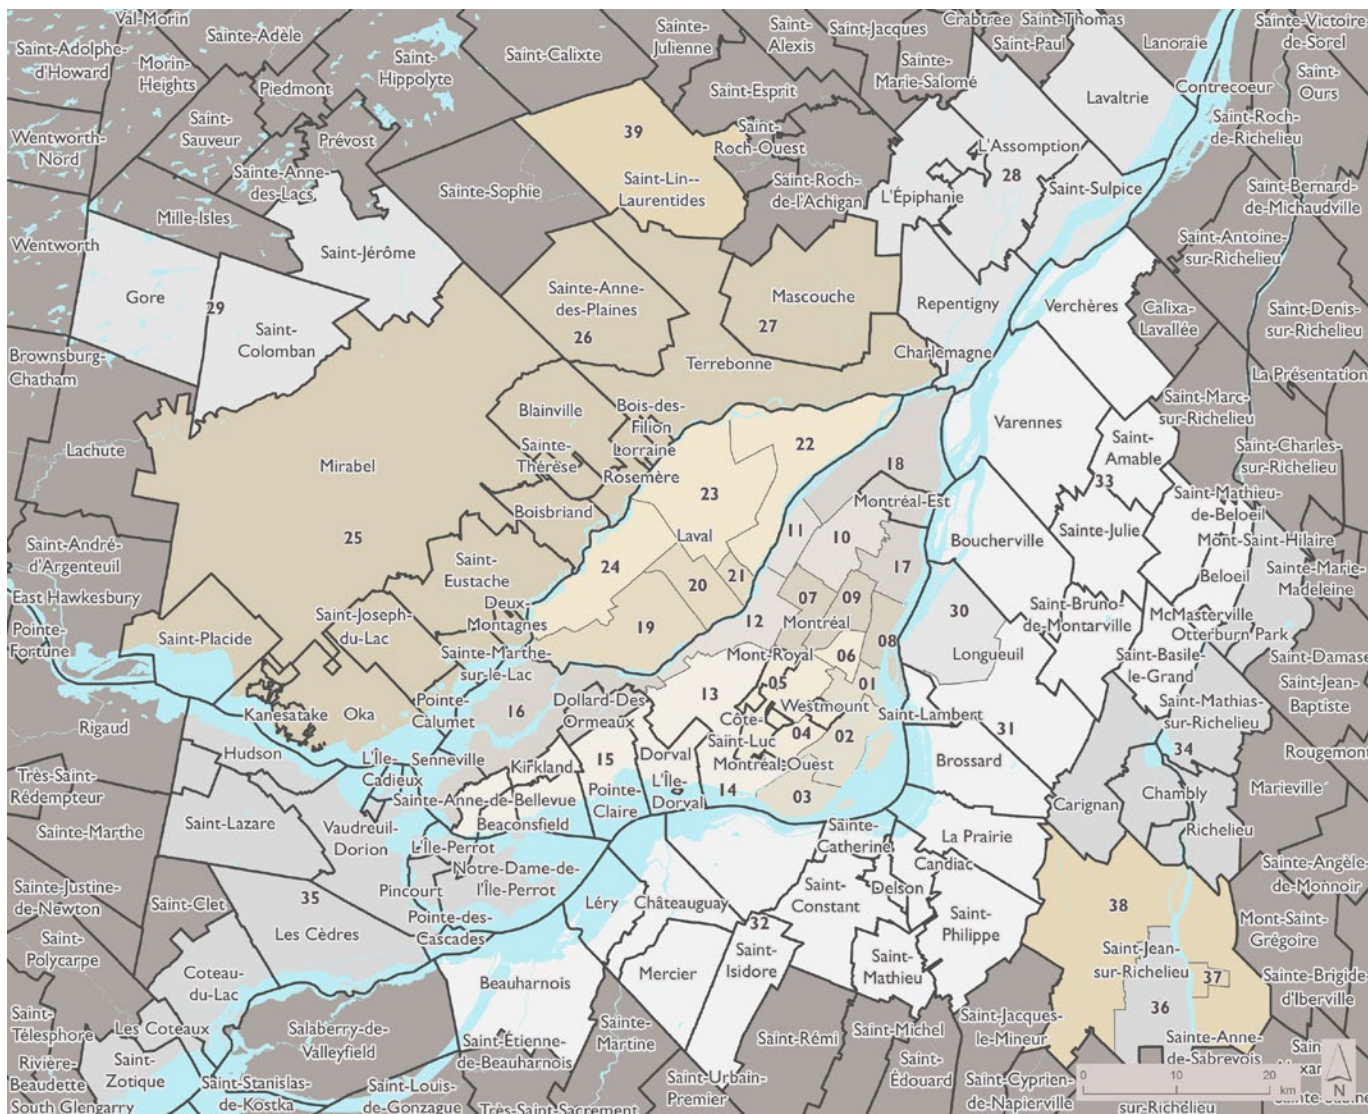 Val-Morin
Sainte-Adèle
Saint-Adolphe-
d'Howard
Morin-
Heights
Piedmont
Saint-
Hippolyte
Saint-Calixte
Sainte-
Julienne
Saint-
Alexis
Saint-Jacques
Crabtree
Saint-Thomas
Saint-Paul
Sainte-
Marie-Salomé
Lanoraie
Sainte-Victoire-
de-Sorel
Saint-
Ours
Contrecoeur
Lavaltrie
Saint-Esprit
Saint-Roch-
de-Richelieu
Wentworth-
Nord
Saint-
Sauveur
Prévost
39
Saint-
Roch-Ouest
L'Assomption
28
Sainte-Anne-
des-Lacs
Sainte-Sophie
Saint-Lin--
Laurentides
Saint-Roch-
de-l'Achigan
L'Épiphanie
Saint-Sulpice
Saint-Bernard-
de-Michaudville
Mille-Isles
Wentworth
Saint-Antoine-
sur-Richelieu
Saint-Jérôme
Gore
29
Saint-
Colomban
Sainte-Anne-
des-Plaines
26
Mascouche
27
Repentigny
Verchères
Calixa-
Lavallée
Saint-Denis-
sur-Richelieu
Brownsburg-
Chatham
Charlemagne
Terrebonne
La Présentation
Blainville
Bois-des-
Filion
Lorraine
Saint-Marc-
sur-Richelieu
Varennes
Lachute
Mirabel
Sainte-
Thérèse
Rosemère
22
18
Saint-
Amable
Saint-Charles-
sur-Richelieu
23
Montréal-Est
33
Saint-Mathieu-
de-Beloeil
Boisbriand
25
Laval
11
10
Boucherville
Sainte-Julie
Mont-Saint-Hilaire
Saint-André-
d'Argenteuil
Saint-
Eustache
24
20
21
17
Beloeil
Sainte-Marie-
Madeleine
East Hawkesbury
Deux-
Montagnes
07
09
30
Saint-Bruno-
de-Montarville
McMasterville
Otterburn Park
Pointe-
Fortune
Saint-Placide
Saint-Joseph-
du-Lac
19
12
Montréal
08
Longueuil
Saint-Basile-
le-Grand
Saint-Damase
Sainte-Marthe-
sur-le-Lac
Mont-Royal
06
Saint-Jean-
Baptiste
Rigaud
Kanesatake
Oka
Pointe-
Calumet
16
Dollard-Des
Ormeaux
13
05
01
Westmount
Saint-Lambert
Saint-Mathias-
sur-Richelieu
Hudson
L'Île-
Cadieux
Senneville
Kirkland
15
Dorval
Côte-
Saint-Luc
04
02
31
34
Rougemont
Très-Saint-
Rédempteur
Montréal-Ouest
Brossard
Sainte-Anne-de-Bellevue
Pointe-
Claire
L'Île-
Dorval
14
03
Carignan
Chambly
Marieville
Sainte-Marthe
Saint-Lazare
Vaudreuil-
Dorion
Beaconsfield
L'Île-Perrot
Sainte-
Catherine
La Prairie
Richelieu
Notre-Dame-de-
l'Île-Perrot
Candiac
Sainte-Angèle-
de-Monnoir
Sainte-Justine-
de-Newton
Saint-Clet
35
Pincourt
Delson
Léry
Châteauguay
Saint-
Constant
38
Pointe-des-
Cascades
32
Saint-
Philippe
Mont-Saint-
Grégoire
Saint-
Polycarpe
Les Cèdres
Saint-
Isidore
Saint-
Mathieu
Saint-Jean-
sur-Richelieu
37
Coteau-
du-Lac
Beauharnois
Mercier
Sainte-Brigide-
d'Iberville
Saint-
Télesphore
Les Coteaux
Salaberry-de-
Valleyfield
Saint-Étienne-
de-Beauharnois
Sainte-
Martine
Saint-Rémi
Saint-Michel
Saint-Jacques-
le-Mineur
36
Sainte-Anne-
de-Sabrevois
Rivière-
Beaudette
Saint-
Zotique
Saint-
Édouard
South Glengarry
Saint-Stanislas-
de-Kostka
Saint-Louis-
de-Gonzague
Très-Saint-Sacrement
Saint-Urbain-
Premier
Saint-Cyprien-
de-Napierville
sur-Richelieu
0 10 20
km
N